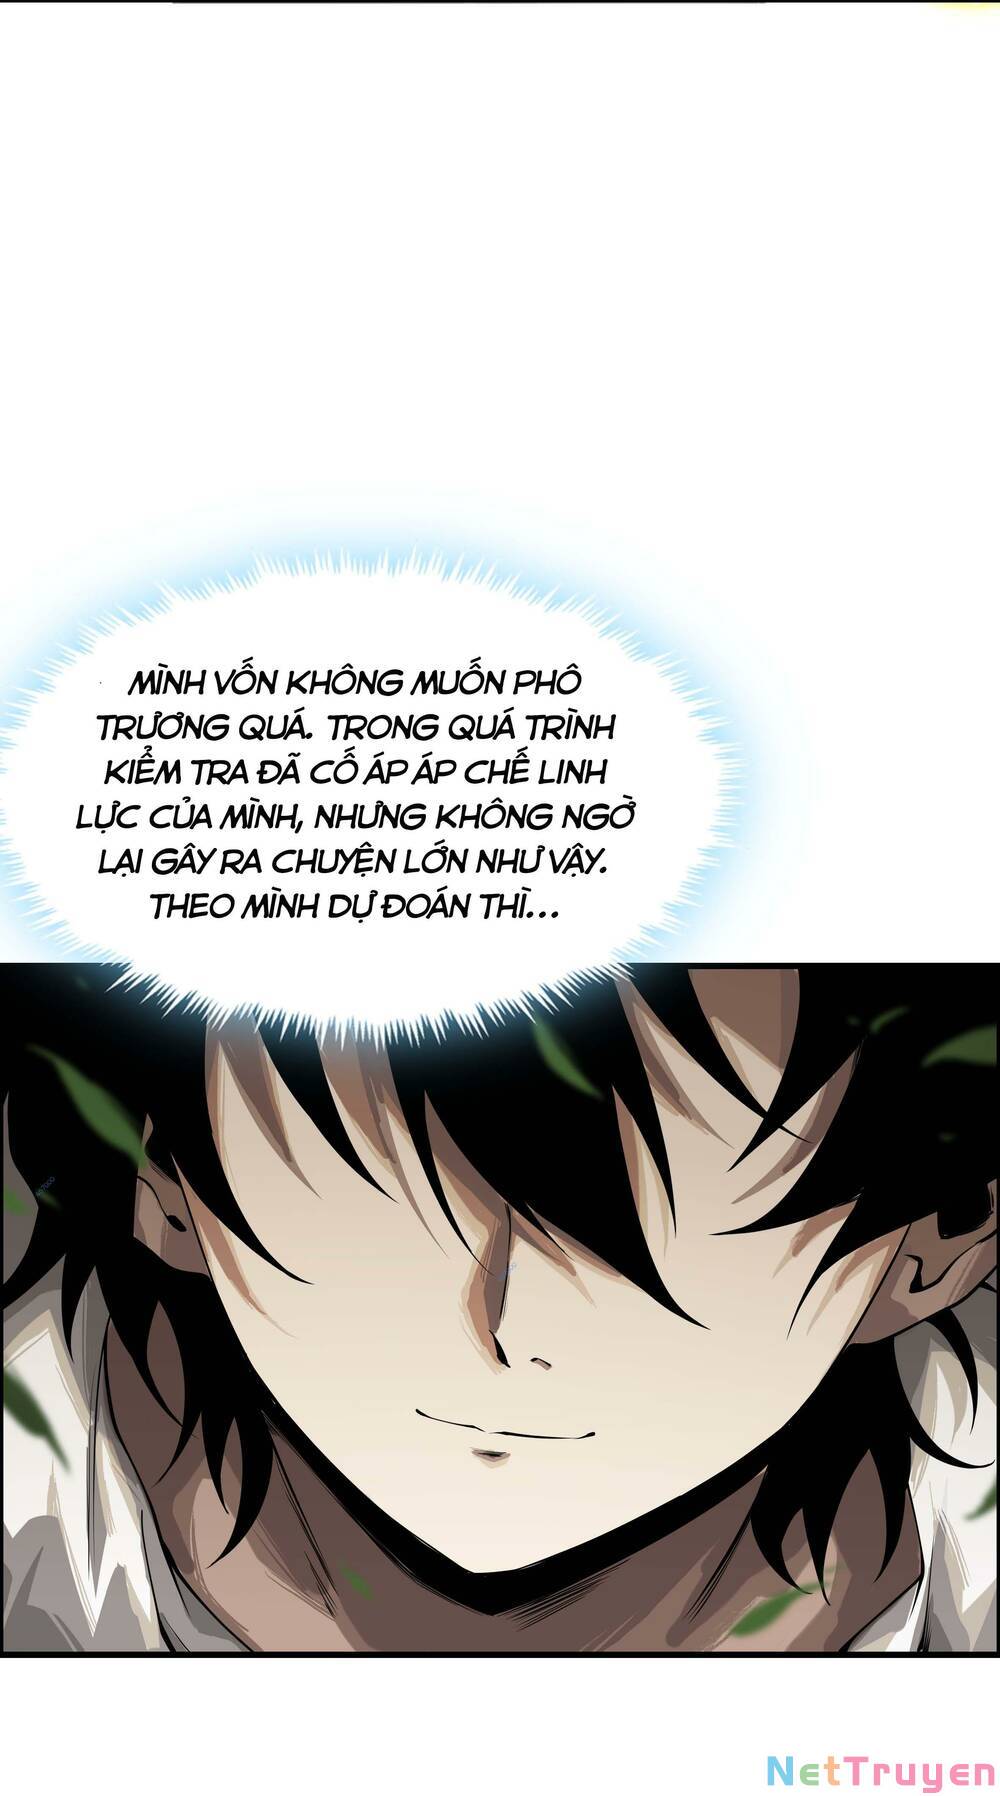 MÌNH VỐN KHÔNG MUỐN PHÔ
TRƯƠNG QUÁ. TRONG QUÁ TRÌNH
KIỂM TRA ĐÃ CỐ ÁP ÁP CHẾ LINH
LỰC CỦA MÌNH, NHƯNG KHÔNG NGỜ
LẠI GÂY RA CHUYỆN LỚN NHƯ VẬY.
THEO MÌNH DỰ ĐOÁN THÌ...
NetTruyen